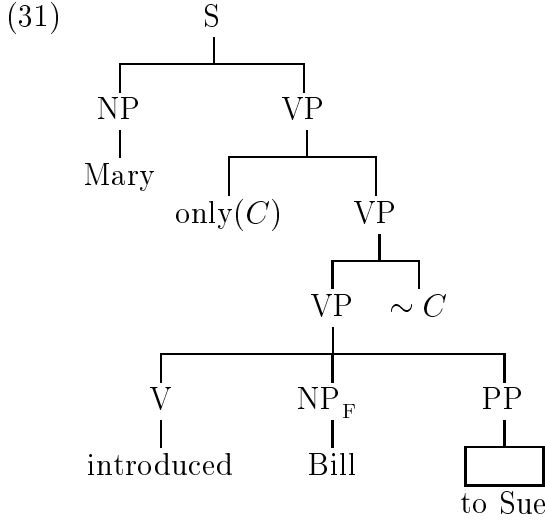 (31) S
NP VP
Mary
only(C) VP
VP ∼ C
V NP_F PP
introduced Bill
to Sue